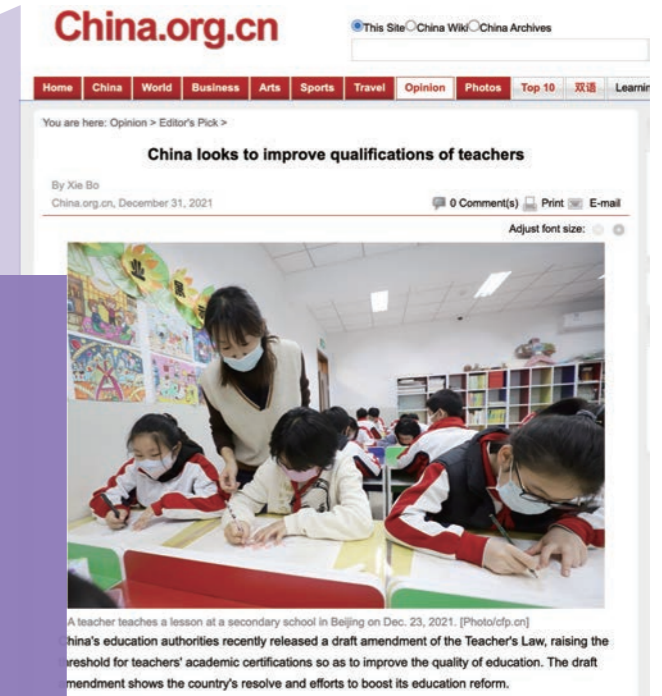 China.org.cn
This Site China Wiki China Archives
Home China World Business Arts Sports Travel Opinion Photos Top 10 双语
You are here: Opinion > Editor's Pick >
China looks to improve qualifications of teachers
By Xie Bo
China.org.cn, December 31, 2021
0 Comment(s) Print E-mail
Adjust font size:
业
A teacher teaches a lesson at a secondary school in Beijing on Dec. 23, 2021. [Photo/cfp.cn]
China's education authorities recently released a draft amendment of the Teacher's Law, raising the
threshold for teachers' academic certifications so as to improve the quality of education. The draft
amendment shows the country's resolve and efforts to boost its education reform.